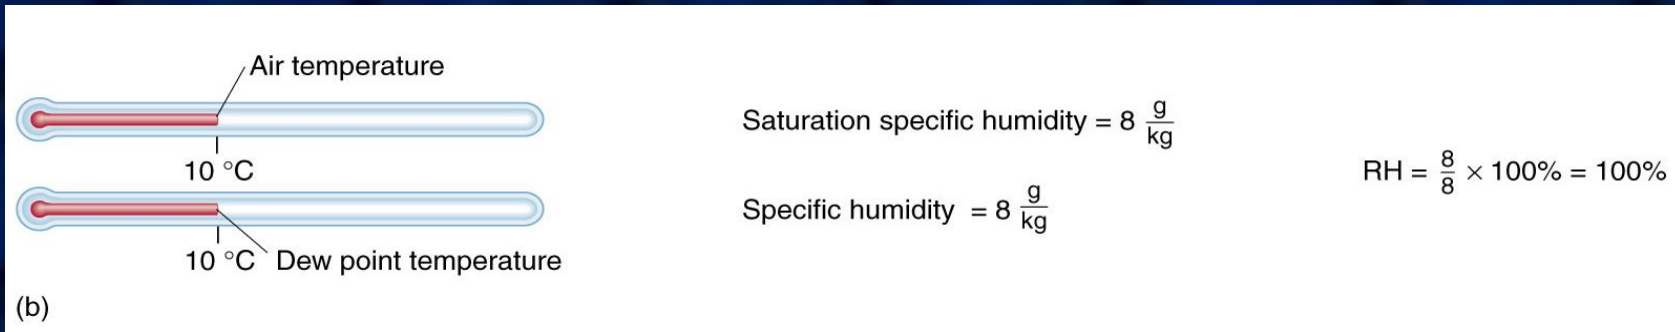 Air temperature
10 °C
10 °C Dew point temperature
Saturation specific humidity = 8 g/kg
Specific humidity = 8 g/kg
RH = 8/8 × 100% = 100%
(b)